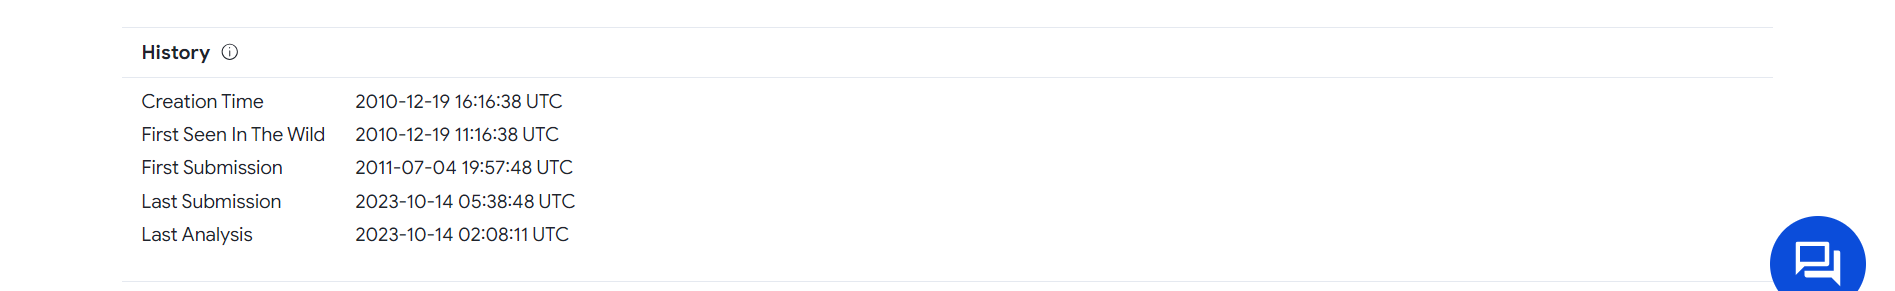 History
Creation Time 2010-12-19 16:16:38 UTC
First Seen In The Wild 2010-12-19 11:16:38 UTC
First Submission 2011-07-04 19:57:48 UTC
Last Submission 2023-10-14 05:38:48 UTC
Last Analysis 2023-10-14 02:08:11 UTC